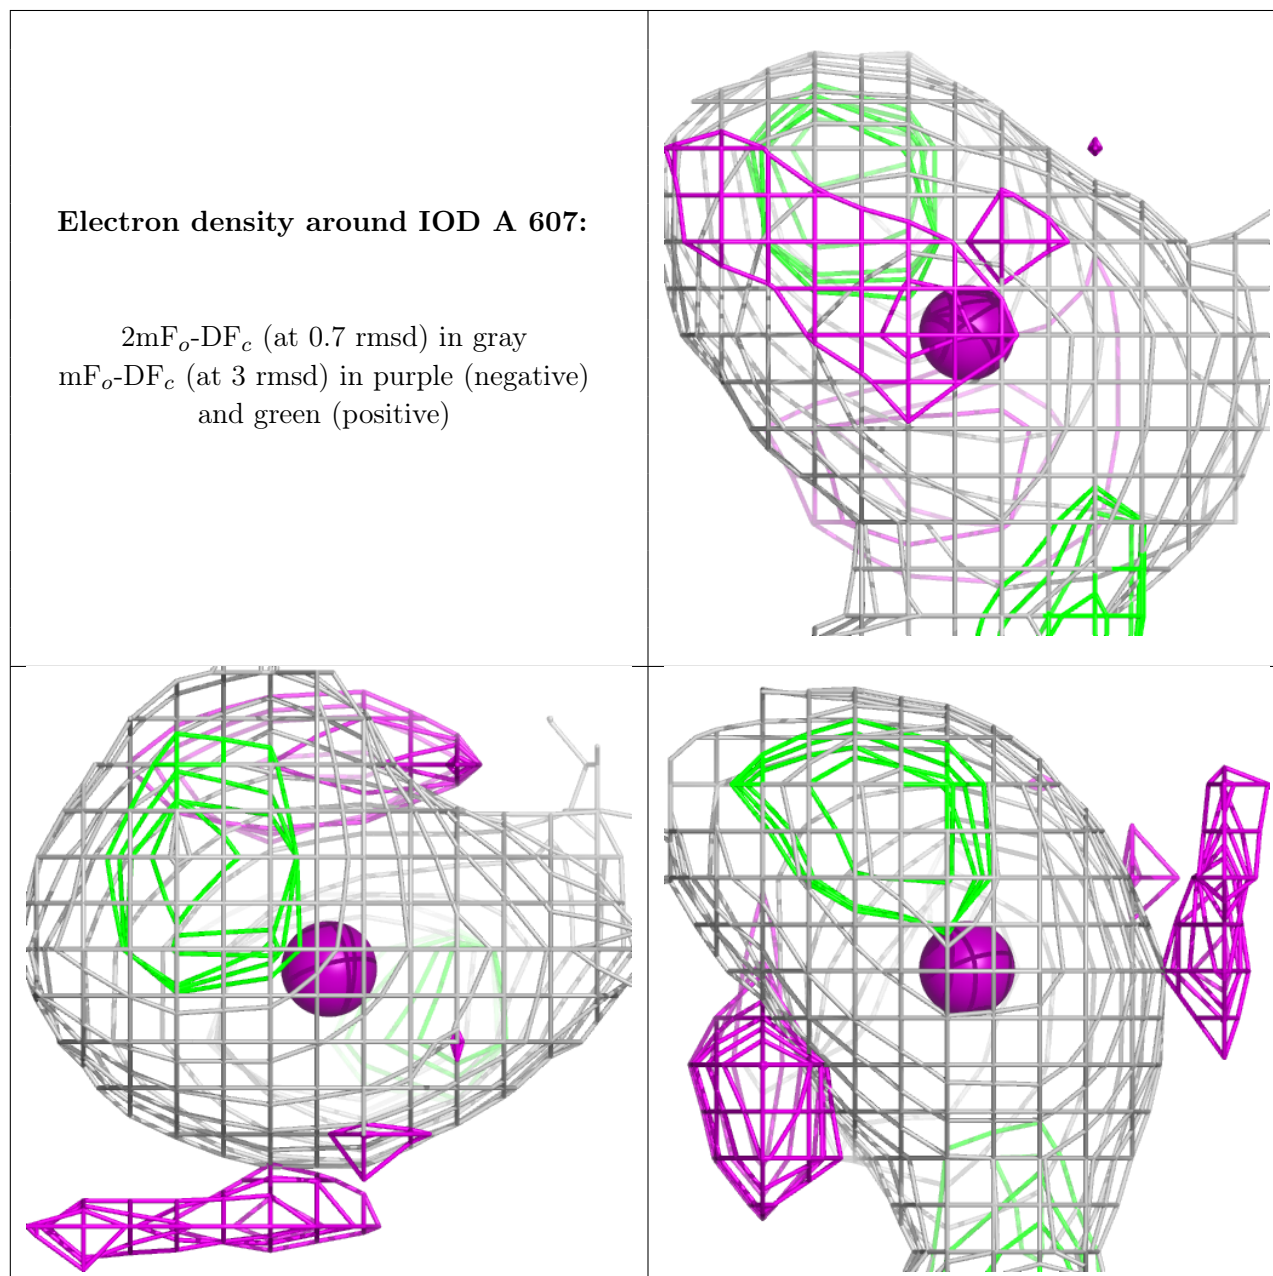 Electron density around IOD A 607:
2mFₒ-DF𝒸 (at 0.7 rmsd) in gray
mFₒ-DF𝒸 (at 3 rmsd) in purple (negative)
and green (positive)